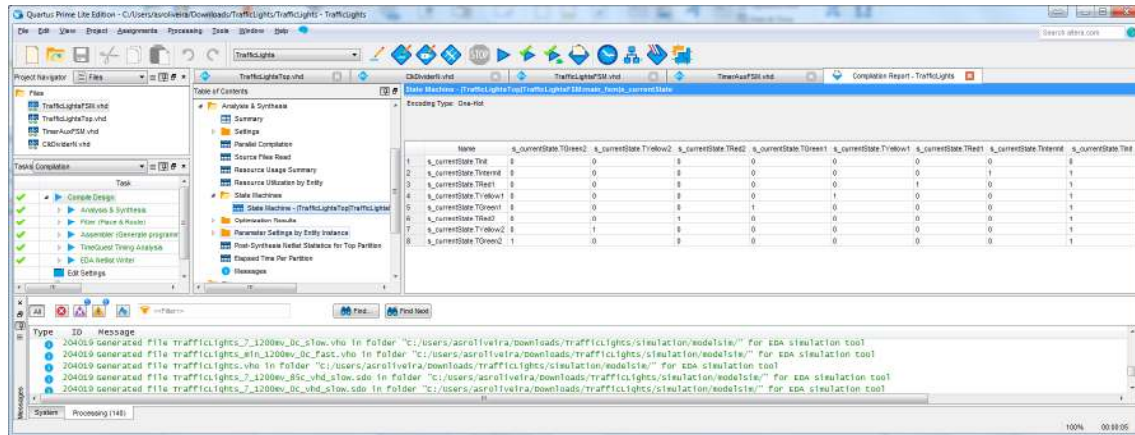 Quartus Prime Lite Edition - C:/Users/asroliveira/Downloads/TrafficLights/TrafficLights - TrafficLights
File Edit View Project Assignments Processing Tools Window Help
Search altera.com
TrafficLights
Project Navigator Files
TrafficLightsTop.vhd
ClkDividerN.vhd
TrafficLightsFSM.vhd
TimerAuxFSM.vhd
Compilation Report - TrafficLights
Files
TrafficLightsFSM.vhd
TrafficLightsTop.vhd
TimerAuxFSM.vhd
ClkDividerN.vhd
Tasks Compilation
Task
Compile Design
Analysis & Synthesis
Fitter (Place & Route)
Assembler (Generate programm
TimeQuest Timing Analysis
EDA Netlist Writer
Edit Settings
Table of Contents
Analysis & Synthesis
Summary
Settings
Parallel Compilation
Source Files Read
Resource Usage Summary
Resource Utilization by Entity
State Machines
State Machine - |TrafficLightsTop|TrafficLights
Optimization Results
Parameter Settings by Entity Instance
Post-Synthesis Netlist Statistics for Top Partition
Elapsed Time Per Partition
Messages
State Machine - |TrafficLightsTop|TrafficLightsFSM:main_fsm|s_currentState
Encoding Type: One-Hot
Name s_currentState.TGreen2 s_currentState.TYellow2 s_currentState.TRed2 s_currentState.TGreen1 s_currentState.TYellow1 s_currentState.TRed1 s_currentState.TIntermit s_currentState.TInit
1 s_currentState.TInit 0 0 0 0 0 0 0 0
2 s_currentState.TIntermit 0 0 0 0 0 0 1 1
3 s_currentState.TRed1 0 0 0 0 0 1 0 1
4 s_currentState.TYellow1 0 0 0 0 1 0 0 1
5 s_currentState.TGreen1 0 0 0 1 0 0 0 1
6 s_currentState.TRed2 0 0 1 0 0 0 0 1
7 s_currentState.TYellow2 0 1 0 0 0 0 0 1
8 s_currentState.TGreen2 1 0 0 0 0 0 0 1
All
<<Filter>>
Find...
Find Next
Type ID Message
204019 Generated file TrafficLights_7_1200mv_0c_slow.vho in folder "C:/Users/asroliveira/Downloads/TrafficLights/simulation/modelsim/" for EDA simulation tool
204019 Generated file TrafficLights_min_1200mv_0c_fast.vho in folder "C:/Users/asroliveira/Downloads/TrafficLights/simulation/modelsim/" for EDA simulation tool
204019 Generated file TrafficLights.vho in folder "C:/Users/asroliveira/Downloads/TrafficLights/simulation/modelsim/" for EDA simulation tool
204019 Generated file TrafficLights_7_1200mv_85c_vhd_slow.sdo in folder "C:/Users/asroliveira/Downloads/TrafficLights/simulation/modelsim/" for EDA simulation tool
204019 Generated file TrafficLights_7_1200mv_0c_vhd_slow.sdo in folder "C:/Users/asroliveira/Downloads/TrafficLights/simulation/modelsim/" for EDA simulation tool
Messages
System Processing (140)
100% 00:00:05